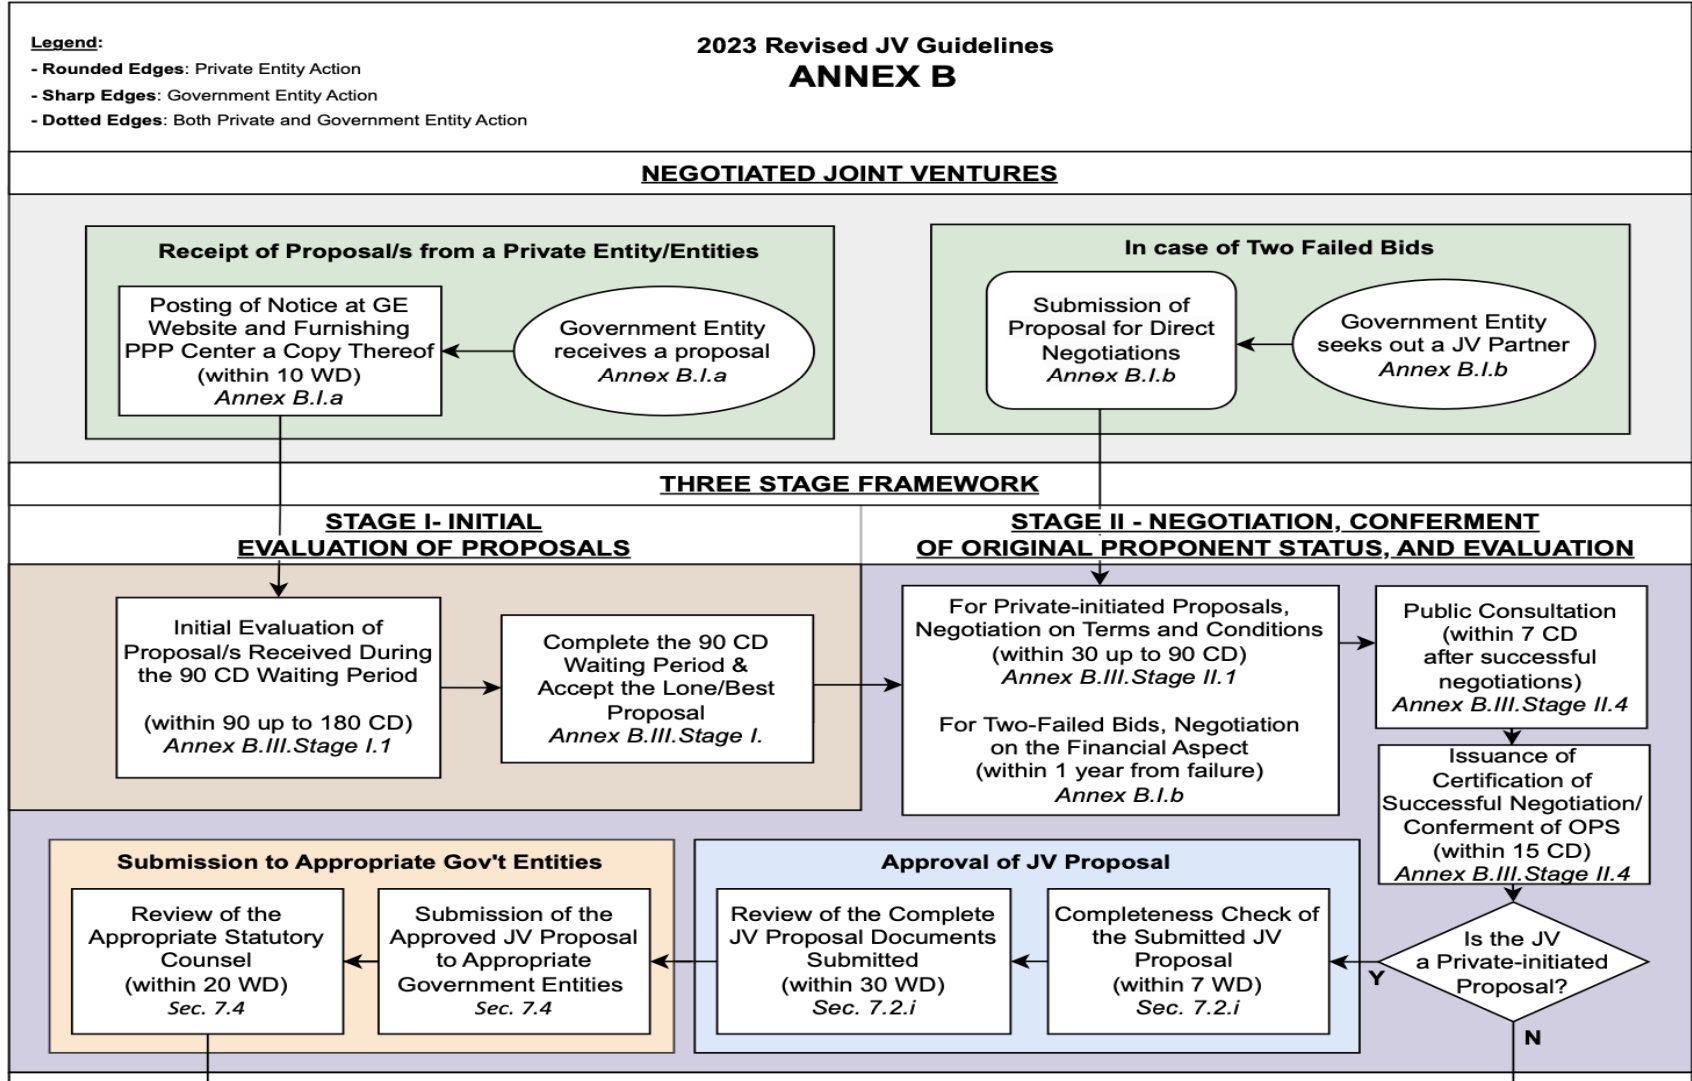 Legend:
- Rounded Edges: Private Entity Action
- Sharp Edges: Government Entity Action
- Dotted Edges: Both Private and Government Entity Action
2023 Revised JV Guidelines
ANNEX B
NEGOTIATED JOINT VENTURES
Receipt of Proposal/s from a Private Entity/Entities
Posting of Notice at GE
Website and Furnishing
PPP Center a Copy Thereof
(within 10 WD)
Annex B.I.a
Government Entity
receives a proposal
Annex B.I.a
In case of Two Failed Bids
Submission of
Proposal for Direct
Negotiations
Annex B.I.b
Government Entity
seeks out a JV Partner
Annex B.I.b
THREE STAGE FRAMEWORK
STAGE I- INITIAL
EVALUATION OF PROPOSALS
STAGE II - NEGOTIATION, CONFERMENT
OF ORIGINAL PROPONENT STATUS, AND EVALUATION
Initial Evaluation of
Proposal/s Received During
the 90 CD Waiting Period
(within 90 up to 180 CD)
Annex B.III.Stage I.1
Complete the 90 CD
Waiting Period &
Accept the Lone/Best
Proposal
Annex B.III.Stage I.
For Private-initiated Proposals,
Negotiation on Terms and Conditions
(within 30 up to 90 CD)
Annex B.III.Stage II.1
For Two-Failed Bids, Negotiation
on the Financial Aspect
(within 1 year from failure)
Annex B.I.b
Public Consultation
(within 7 CD
after successful
negotiations)
Annex B.III.Stage II.4
Issuance of
Certification of
Successful Negotiation/
Conferment of OPS
(within 15 CD)
Annex B.III.Stage II.4
Is the JV
a Private-initiated
Proposal?
Y
N
Approval of JV Proposal
Completeness Check of
the Submitted JV
Proposal
(within 7 WD)
Sec. 7.2.i
Review of the Complete
JV Proposal Documents
Submitted
(within 30 WD)
Sec. 7.2.i
Submission to Appropriate Gov't Entities
Submission of the
Approved JV Proposal
to Appropriate
Government Entities
Sec. 7.4
Review of the
Appropriate Statutory
Counsel
(within 20 WD)
Sec. 7.4